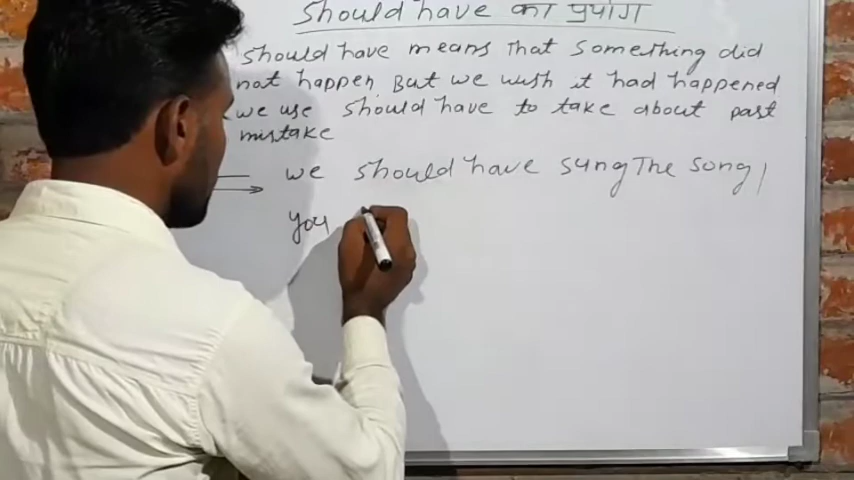 Should have का प्रयोग
Should have means that something did
not happen, But we wish it had happened
we use should have to take about past
mistake
we should have sung The song /
you